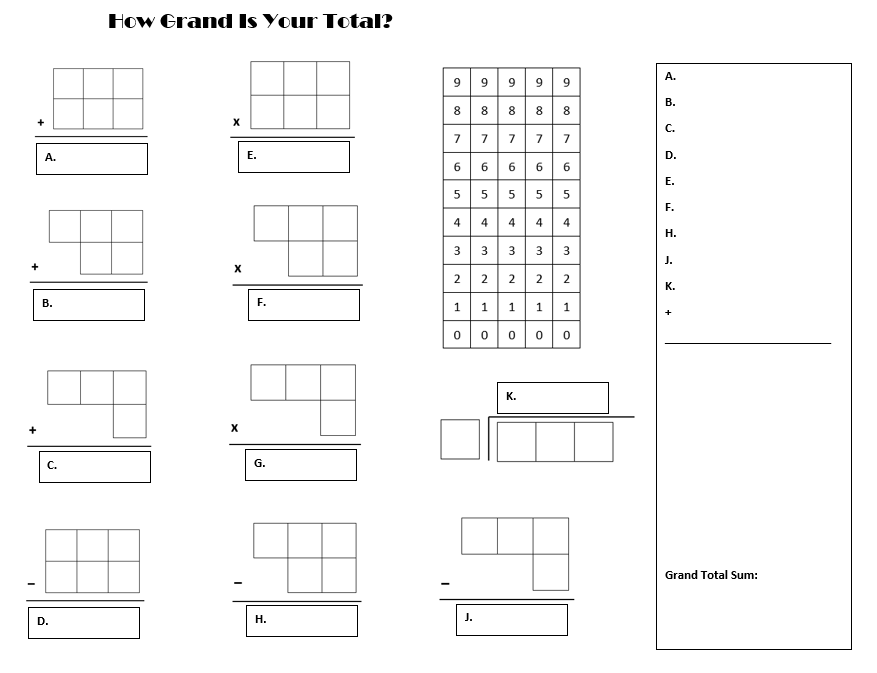 How Grand Is Your Total?
+
A.
+
B.
+
C.
−
D.
x
E.
x
F.
x
G.
−
H.
9 9 9 9 9
8 8 8 8 8
7 7 7 7 7
6 6 6 6 6
5 5 5 5 5
4 4 4 4 4
3 3 3 3 3
2 2 2 2 2
1 1 1 1 1
0 0 0 0 0
K.
−
J.
A.
B.
C.
D.
E.
F.
H.
J.
K.
+
Grand Total Sum: